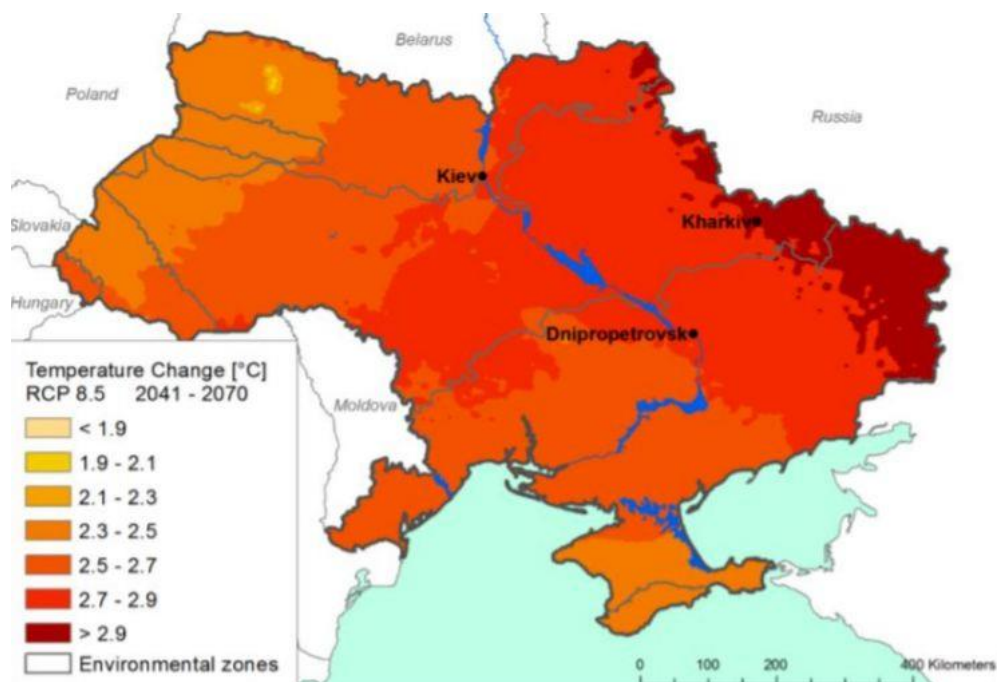 Belarus
Poland
Russia
Kiev
Slovakia
Kharkiv
Hungary
Dnipropetrovsk
Moldova
Temperature Change [°C]
RCP 8.5 2041 - 2070
< 1.9
1.9 - 2.1
2.1 - 2.3
2.3 - 2.5
2.5 - 2.7
2.7 - 2.9
> 2.9
Environmental zones
0 100 200 400 Kilometers